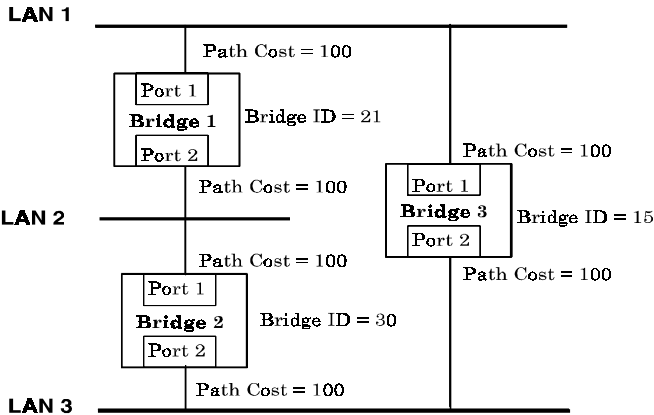 LAN 1
Path Cost = 100
Port 1
Bridge 1
Bridge ID = 21
Port 2
Path Cost = 100
Path Cost = 100
Port 1
Bridge 3
Bridge ID = 15
Port 2
Path Cost = 100
LAN 2
Path Cost = 100
Port 1
Bridge 2
Bridge ID = 30
Port 2
Path Cost = 100
LAN 3